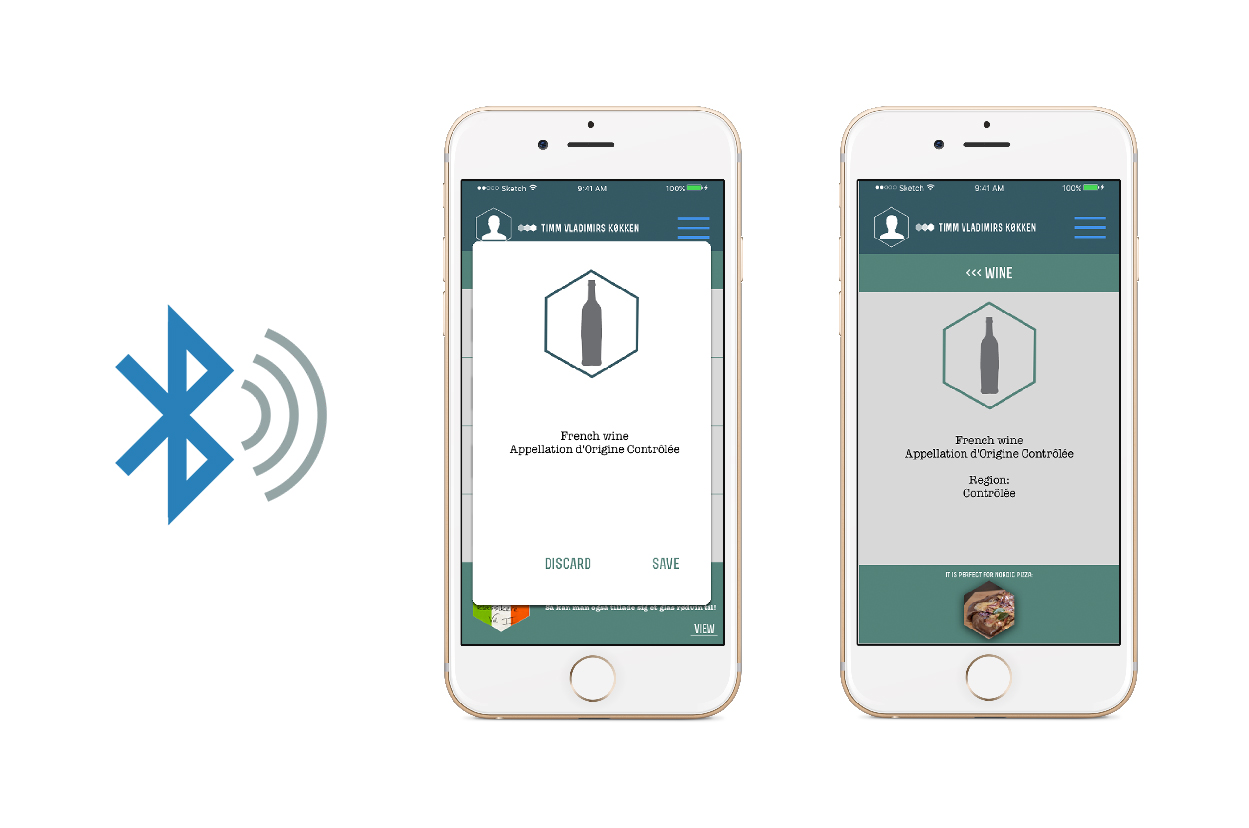 Sketch 9:41 AM 100%
TIMM VLADIMIRS KØKKEN
French wine
Appellation d'Origine Contrôlée
DISCARD SAVE
så kan man også tillade sig et glas rødvin til!
VIEW
Sketch 9:41 AM 100%
TIMM VLADIMIRS KØKKEN
<<< WINE
French wine
Appellation d'Origine Contrôlée
Region:
Contrôlée
IT IS PERFECT FOR NORDIC PIZZA: